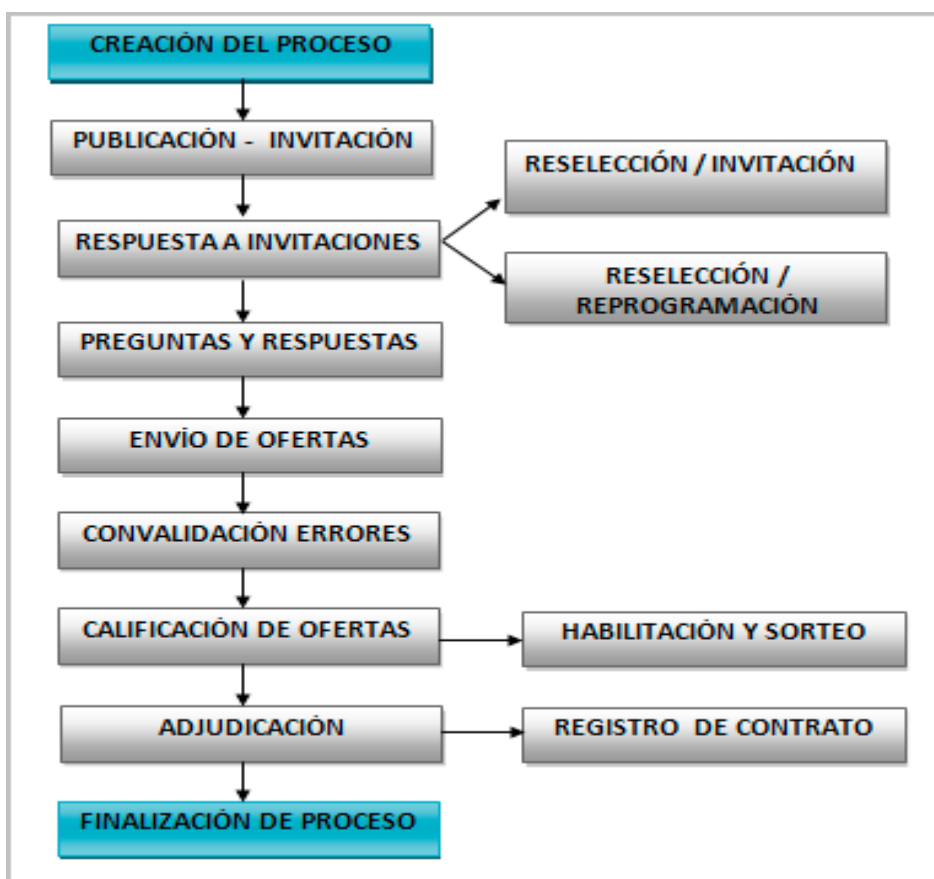 CREACIÓN DEL PROCESO
PUBLICACIÓN - INVITACIÓN
RESELECCIÓN / INVITACIÓN
RESPUESTA A INVITACIONES
RESELECCIÓN /
REPROGRAMACIÓN
PREGUNTAS Y RESPUESTAS
ENVÍO DE OFERTAS
CONVALIDACIÓN ERRORES
CALIFICACIÓN DE OFERTAS
HABILITACIÓN Y SORTEO
ADJUDICACIÓN
REGISTRO DE CONTRATO
FINALIZACIÓN DE PROCESO